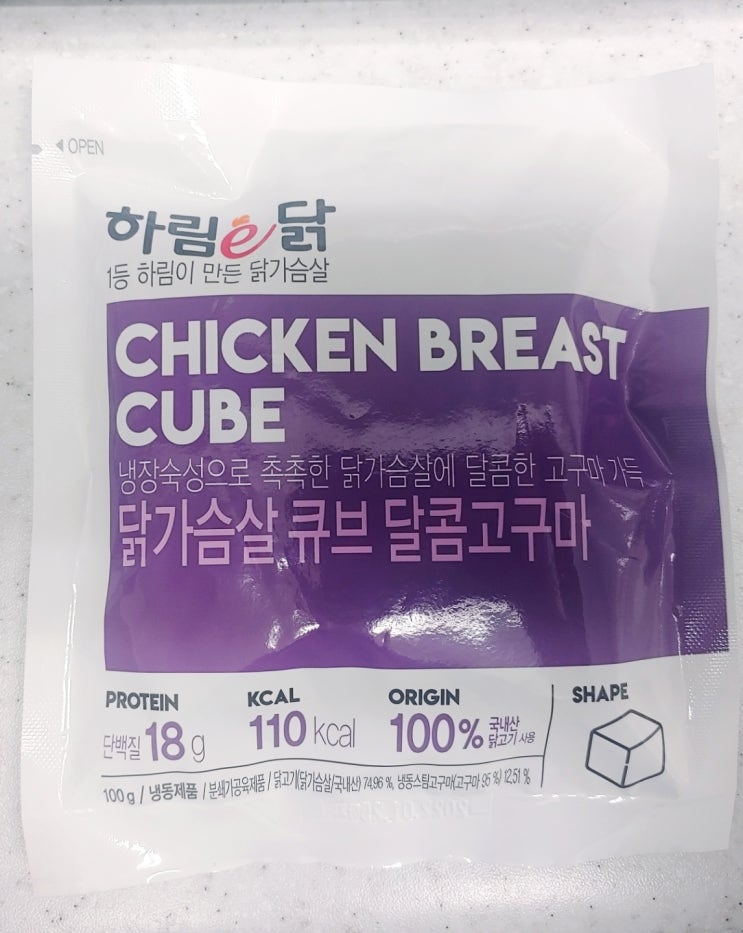 ◀ OPEN
하림e닭
1등 하림이 만든 닭가슴살
CHICKEN BREAST
CUBE
냉장숙성으로 촉촉한 닭가슴살에 달콤한 고구마 가득
닭가슴살 큐브 달콤고구마
PROTEIN KCAL ORIGIN SHAPE
단백질 18 g 110 kcal 100% 국내산 닭고기 사용
100 g / 냉동제품 / 분쇄가공육제품 / 닭고기(닭가슴살/국내산) 74.96 %, 냉동스팀고구마(고구마 95 %) 12.51 %